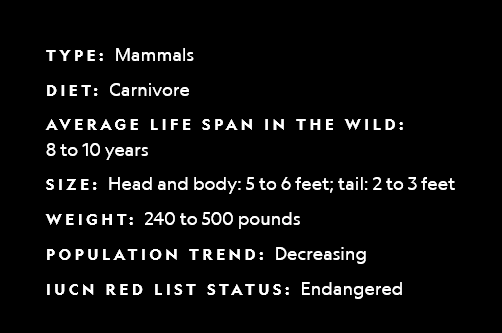 TYPE: Mammals
DIET: Carnivore
AVERAGE LIFE SPAN IN THE WILD:
8 to 10 years
SIZE: Head and body: 5 to 6 feet; tail: 2 to 3 feet
WEIGHT: 240 to 500 pounds
POPULATION TREND: Decreasing
IUCN RED LIST STATUS: Endangered